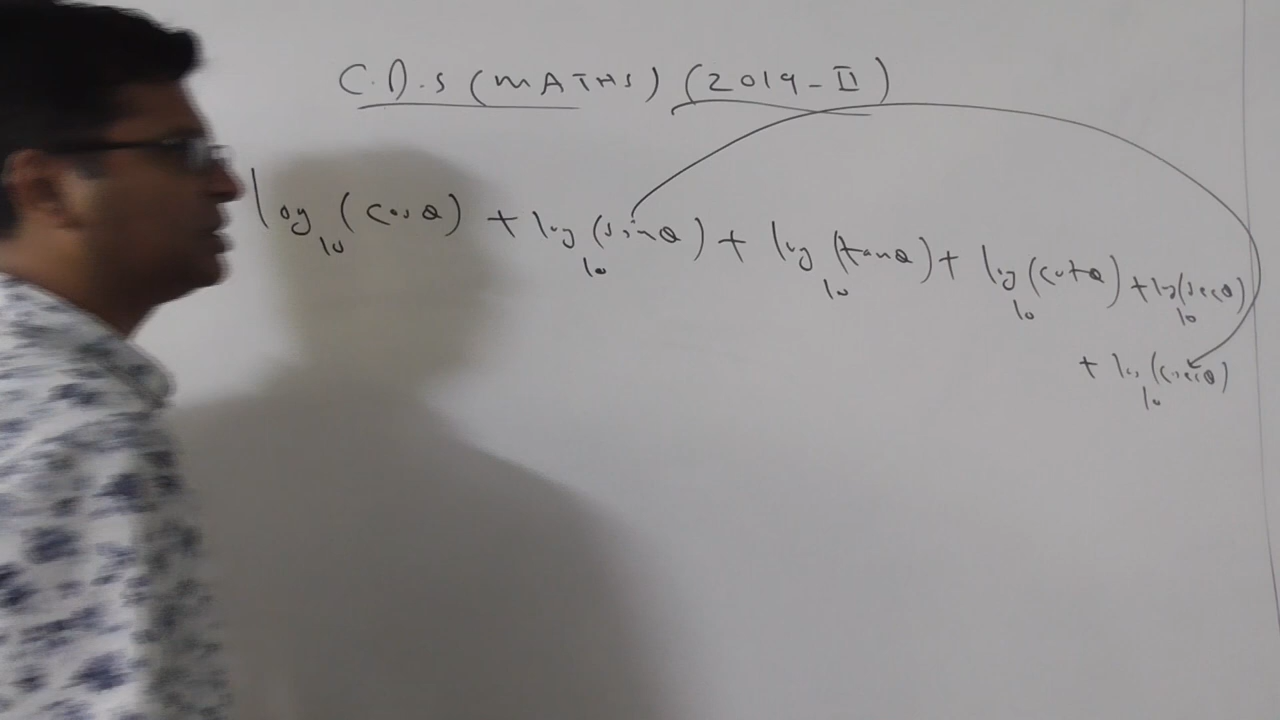 C.D.S (MATHS) (2019-II)
log₁₀(cosθ) + log₁₀(sinθ) + log₁₀(tanθ) + log₁₀(cotθ) + log₁₀(secθ)
+ log₁₀(cosecθ)